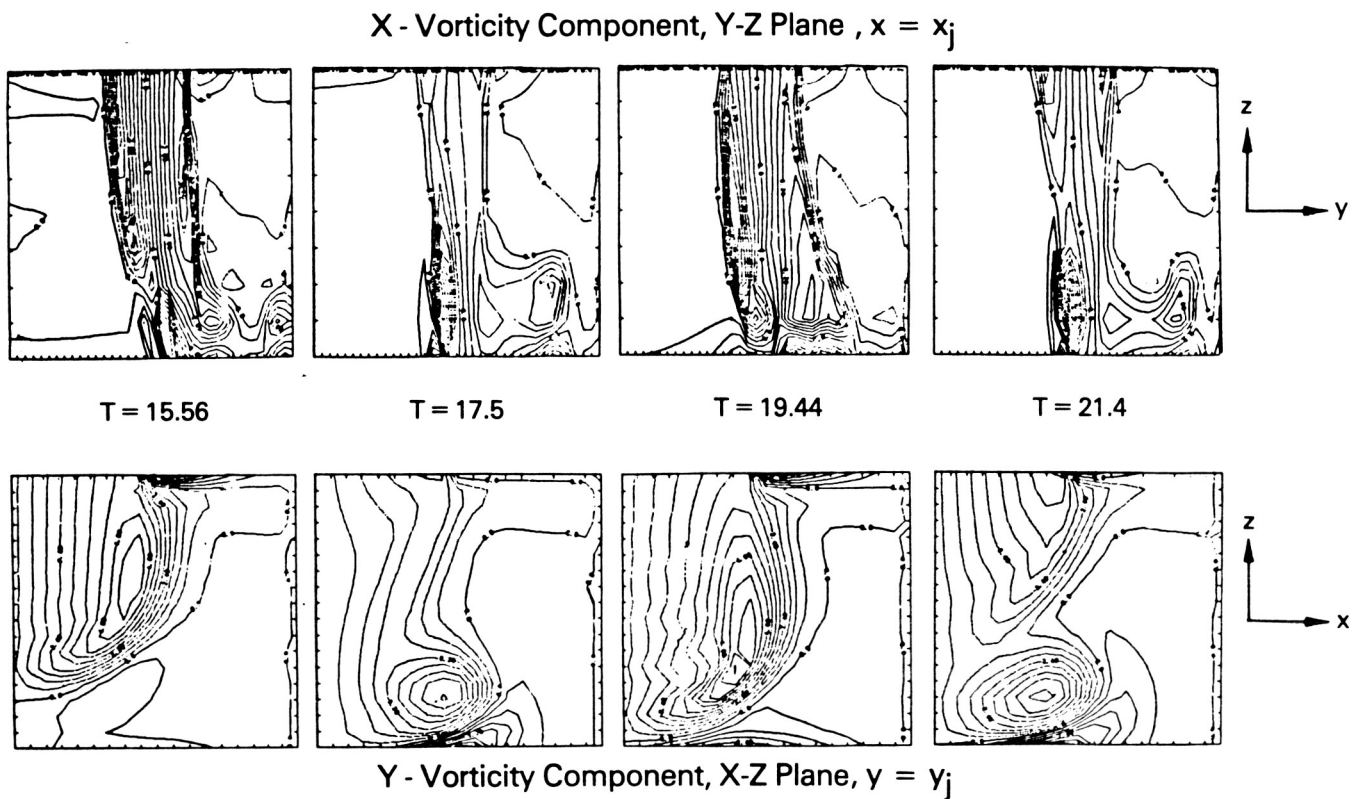 X - Vorticity Component, Y-Z Plane , x = xj
z
y
T = 15.56
T = 17.5
T = 19.44
T = 21.4
z
x
Y - Vorticity Component, X-Z Plane, y = yj